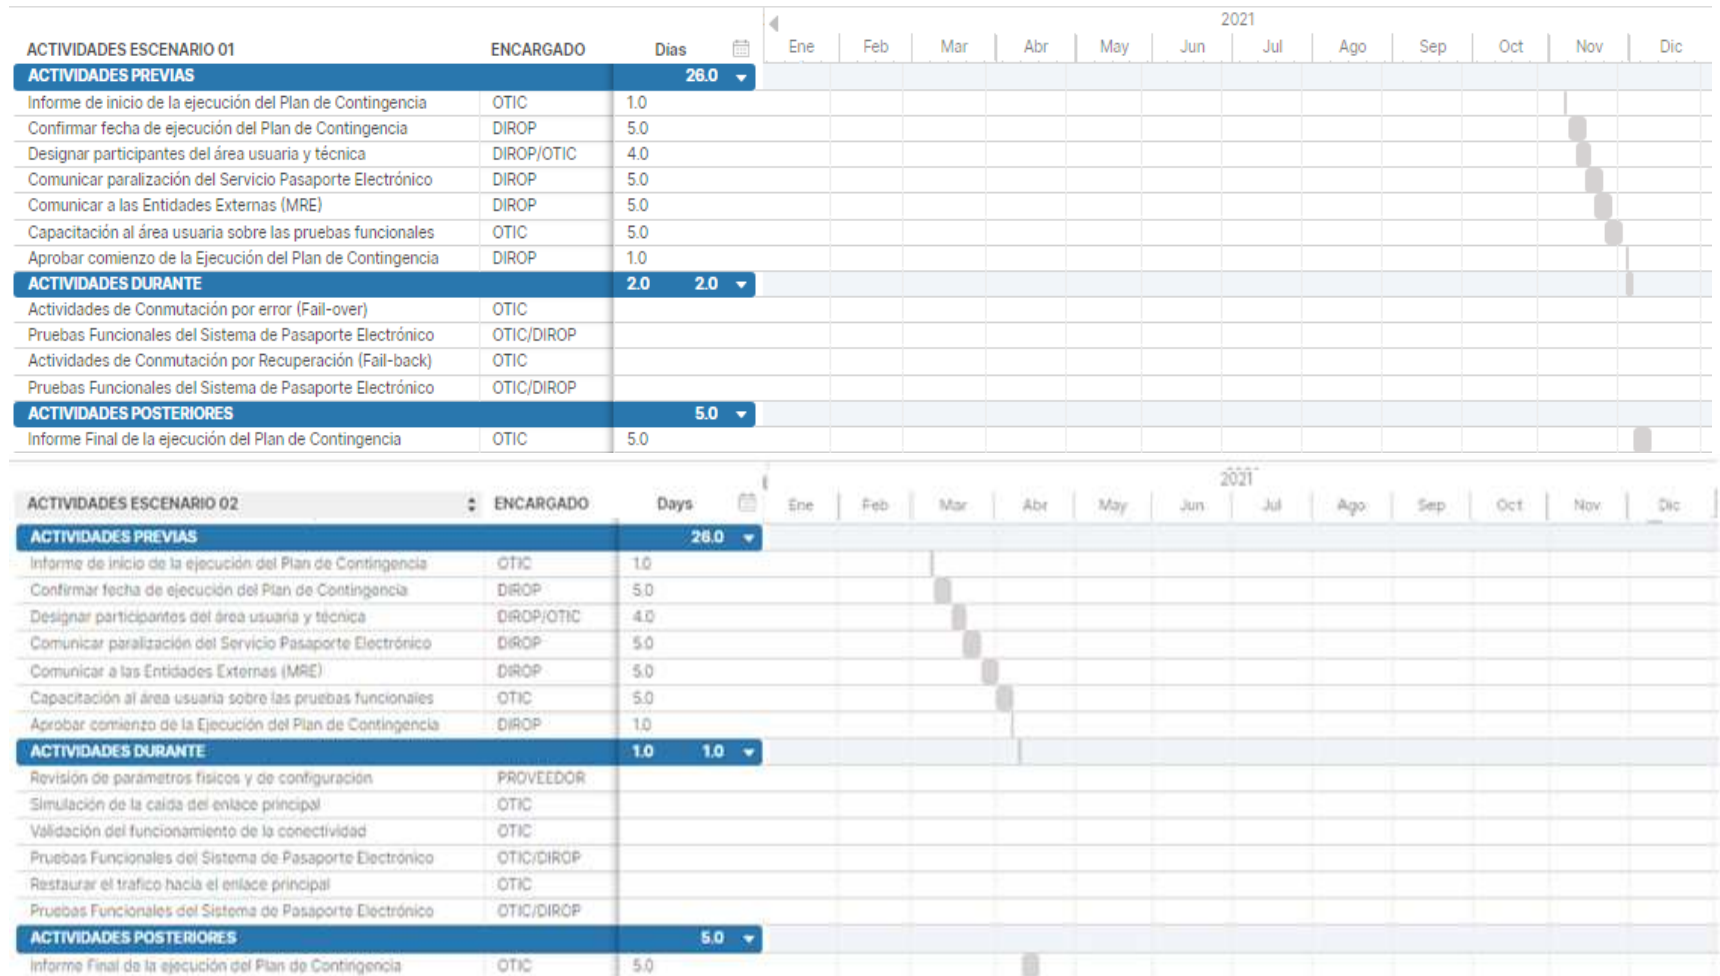 2021
ACTIVIDADES ESCENARIO 01 ENCARGADO Dias Ene Feb Mar Abr May Jun Jul Ago Sep Oct Nov Dic
ACTIVIDADES PREVIAS 26.0
Informe de inicio de la ejecución del Plan de Contingencia OTIC 1.0
Confirmar fecha de ejecución del Plan de Contingencia DIROP 5.0
Designar participantes del área usuaria y técnica DIROP/OTIC 4.0
Comunicar paralización del Servicio Pasaporte Electrónico DIROP 5.0
Comunicar a las Entidades Externas (MRE) DIROP 5.0
Capacitación al área usuaria sobre las pruebas funcionales OTIC 5.0
Aprobar comienzo de la Ejecución del Plan de Contingencia DIROP 1.0
ACTIVIDADES DURANTE 2.0 2.0
Actividades de Conmutación por error (Fail-over) OTIC
Pruebas Funcionales del Sistema de Pasaporte Electrónico OTIC/DIROP
Actividades de Conmutación por Recuperación (Fail-back) OTIC
Pruebas Funcionales del Sistema de Pasaporte Electrónico OTIC/DIROP
ACTIVIDADES POSTERIORES 5.0
Informe Final de la ejecución del Plan de Contingencia OTIC 5.0
2021
ACTIVIDADES ESCENARIO 02 ENCARGADO Days Ene Feb Mar Abr May Jun Jul Ago Sep Oct Nov Dic
ACTIVIDADES PREVIAS 26.0
Informe de inicio de la ejecución del Plan de Contingencia OTIC 1.0
Confirmar fecha de ejecución del Plan de Contingencia DIROP 5.0
Designar participantes del área usuaria y técnica DIROP/OTIC 4.0
Comunicar paralización del Servicio Pasaporte Electrónico DIROP 5.0
Comunicar a las Entidades Externas (MRE) DIROP 5.0
Capacitación al área usuaria sobre las pruebas funcionales OTIC 5.0
Aprobar comienzo de la Ejecución del Plan de Contingencia DIROP 1.0
ACTIVIDADES DURANTE 1.0 1.0
Revisión de parámetros físicos y de configuración PROVEEDOR
Simulación de la caída del enlace principal OTIC
Validación del funcionamiento de la conectividad OTIC
Pruebas Funcionales del Sistema de Pasaporte Electrónico OTIC/DIROP
Restaurar el trafico hacia el enlace principal OTIC
Pruebas Funcionales del Sistema de Pasaporte Electrónico OTIC/DIROP
ACTIVIDADES POSTERIORES 5.0
Informe Final de la ejecución del Plan de Contingencia OTIC 5.0